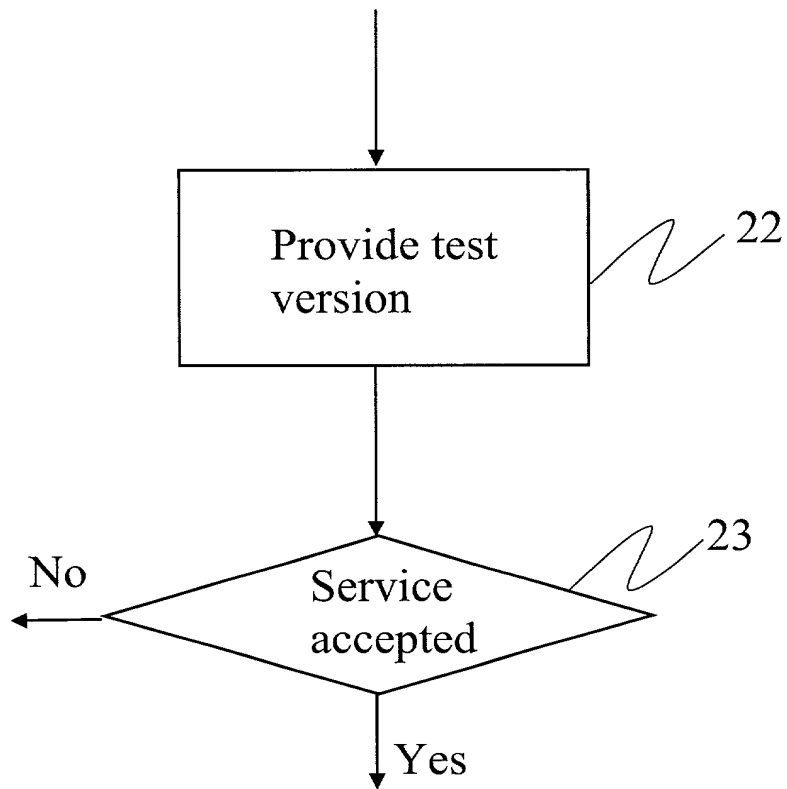 Provide test
version
22
23
No
Service
accepted
Yes